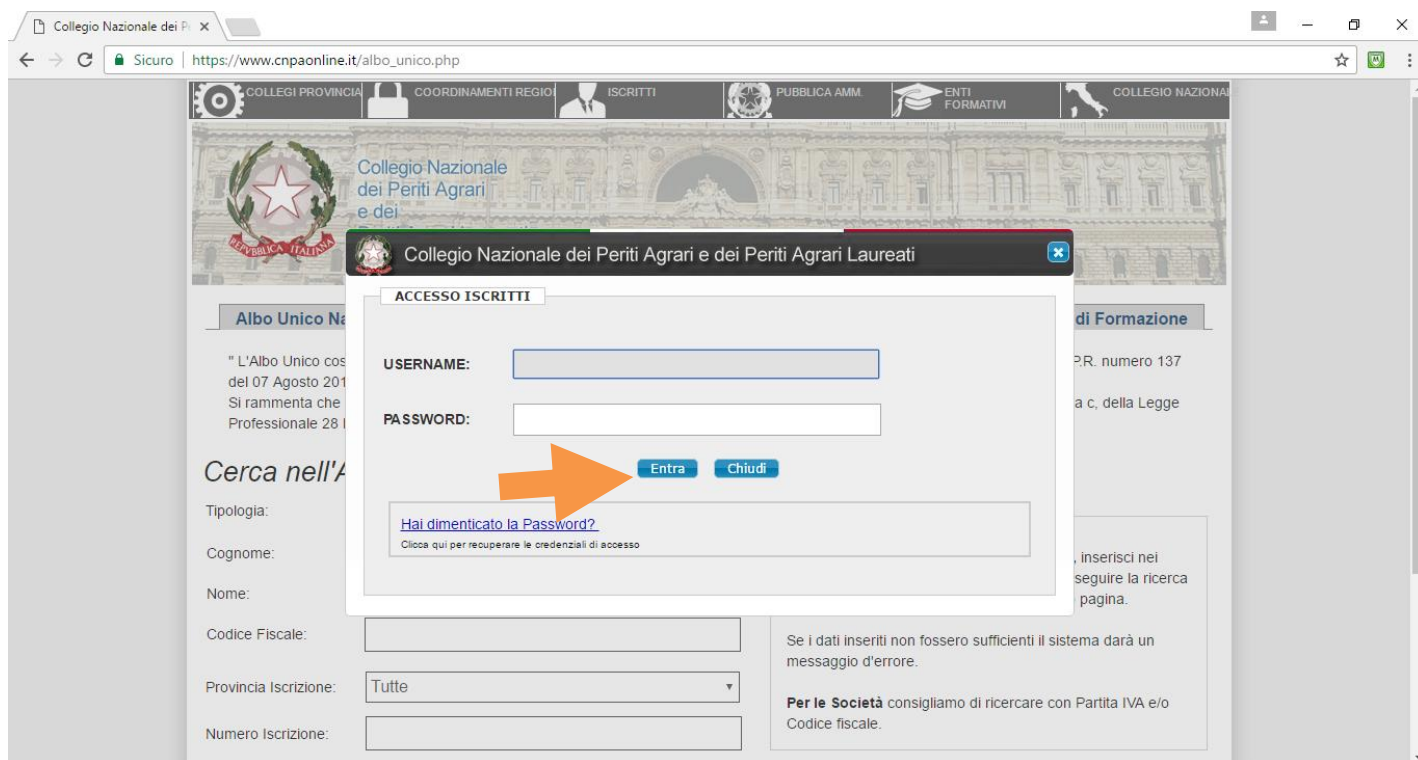 Collegio Nazionale dei P
Sicuro
https://www.cnpaonline.it/albo_unico.php
COLLEGI PROVINCIA
COORDINAMENTI REGIO
ISCRITTI
PUBBLICA AMM.
ENTI
FORMATIVI
COLLEGIO NAZIONAL
Collegio Nazionale
dei Periti Agrari
e dei
REPVBBLICA ITALIANA
Collegio Nazionale dei Periti Agrari e dei Periti Agrari Laureati
ACCESSO ISCRITTI
USERNAME:
PASSWORD:
Entra
Chiudi
Hai dimenticato la Password?
Clicca qui per recuperare le credenziali di accesso
Albo Unico Na
di Formazione
" L'Albo Unico cos
P.R. numero 137
del 07 Agosto 201
Si rammenta che
a c, della Legge
Professionale 28
Cerca nell'A
Tipologia:
Cognome:
Nome:
Codice Fiscale:
Provincia Iscrizione:
Tutte
Numero Iscrizione:
, inserisci nei
seguire la ricerca
pagina.
Se i dati inseriti non fossero sufficienti il sistema darà un
messaggio d'errore.
Per le Società consigliamo di ricercare con Partita IVA e/o
Codice fiscale.